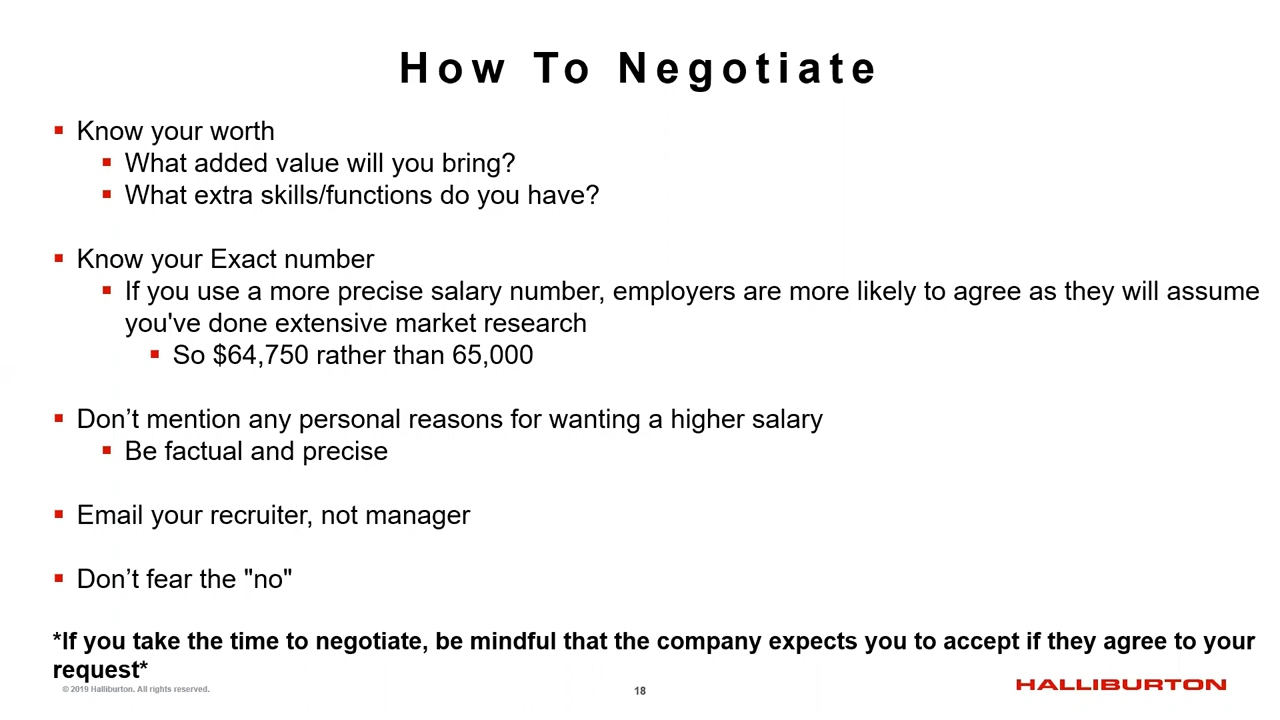 How To Negotiate
Know your worth
What added value will you bring?
What extra skills/functions do you have?
Know your Exact number
If you use a more precise salary number, employers are more likely to agree as they will assume
you've done extensive market research
So $64,750 rather than 65,000
Don’t mention any personal reasons for wanting a higher salary
Be factual and precise
Email your recruiter, not manager
Don’t fear the "no"
*If you take the time to negotiate, be mindful that the company expects you to accept if they agree to your
request*
© 2019 Halliburton. All rights reserved.
18
HALLIBURTON